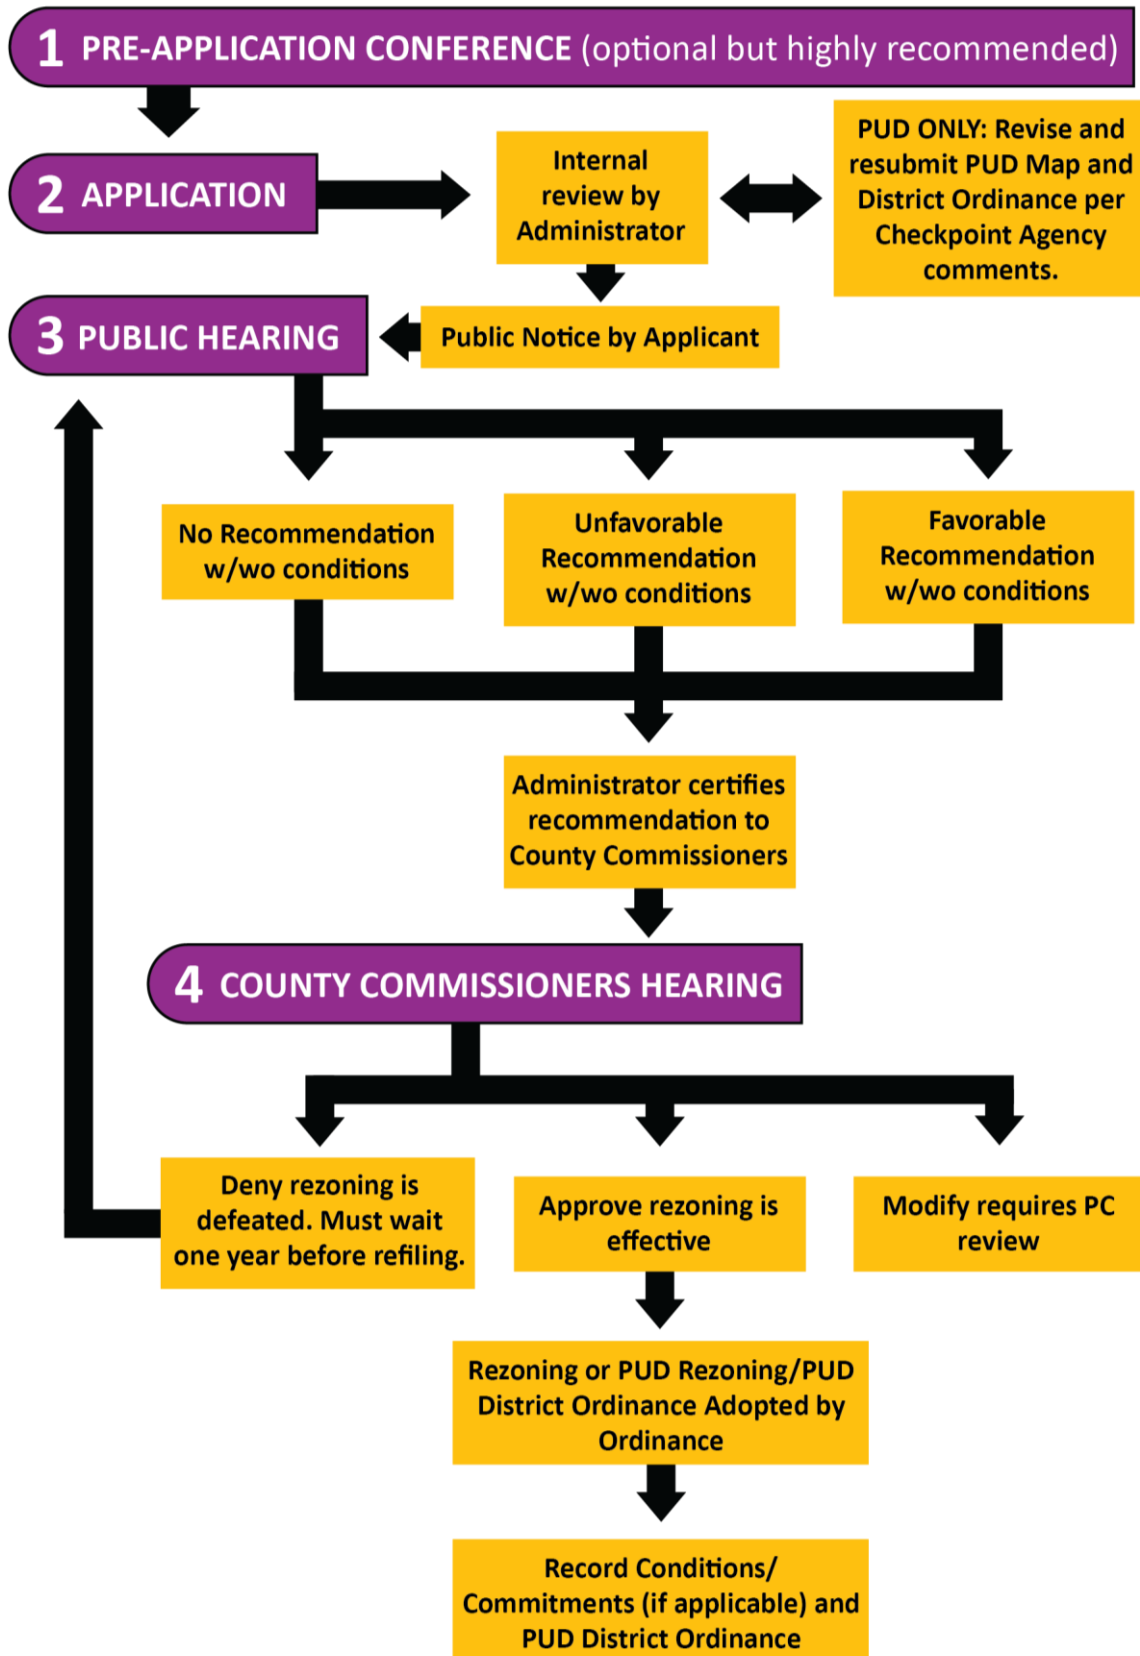 1 PRE-APPLICATION CONFERENCE (optional but highly recommended)
2 APPLICATION
Internal
review by
Administrator
PUD ONLY: Revise and
resubmit PUD Map and
District Ordinance per
Checkpoint Agency
comments.
3 PUBLIC HEARING
Public Notice by Applicant
No Recommendation
w/wo conditions
Unfavorable
Recommendation
w/wo conditions
Favorable
Recommendation
w/wo conditions
Administrator certifies
recommendation to
County Commissioners
4 COUNTY COMMISSIONERS HEARING
Deny rezoning is
defeated. Must wait
one year before refiling.
Approve rezoning is
effective
Modify requires PC
review
Rezoning or PUD Rezoning/PUD
District Ordinance Adopted by
Ordinance
Record Conditions/
Commitments (if applicable) and
PUD District Ordinance